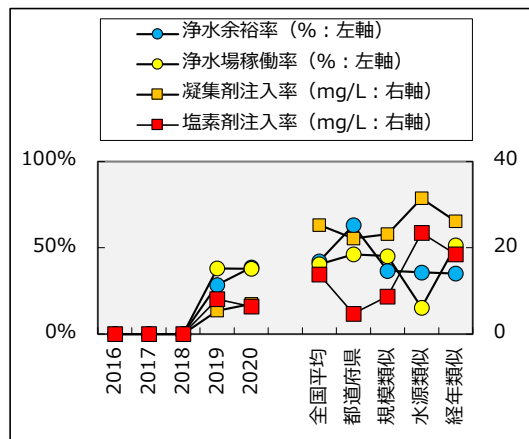 浄水余裕率（%：左軸）
浄水場稼働率（%：左軸）
凝集剤注入率（mg/L：右軸）
塩素剤注入率（mg/L：右軸）
100%
40
50%
20
0%
0
2016
2017
2018
2019
2020
全国平均
都道府県
規模類似
水源類似
経年類似